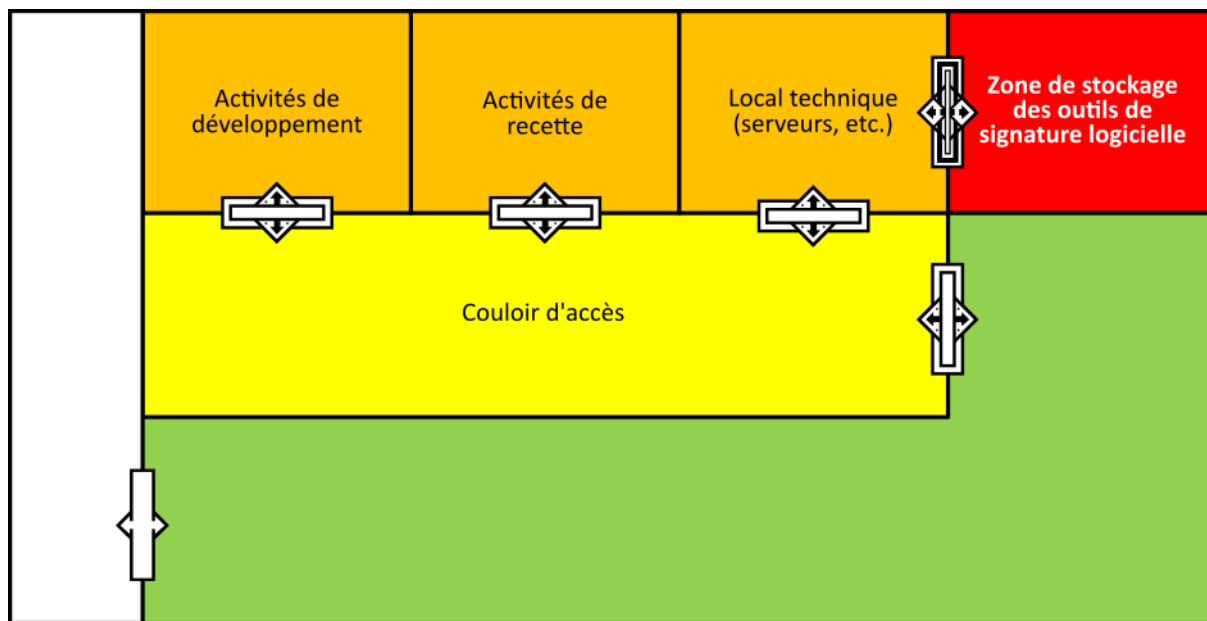 Activités de
développement
Activités de
recette
Local technique
(serveurs, etc.)
Zone de stockage
des outils de
signature logicielle
Couloir d'accès